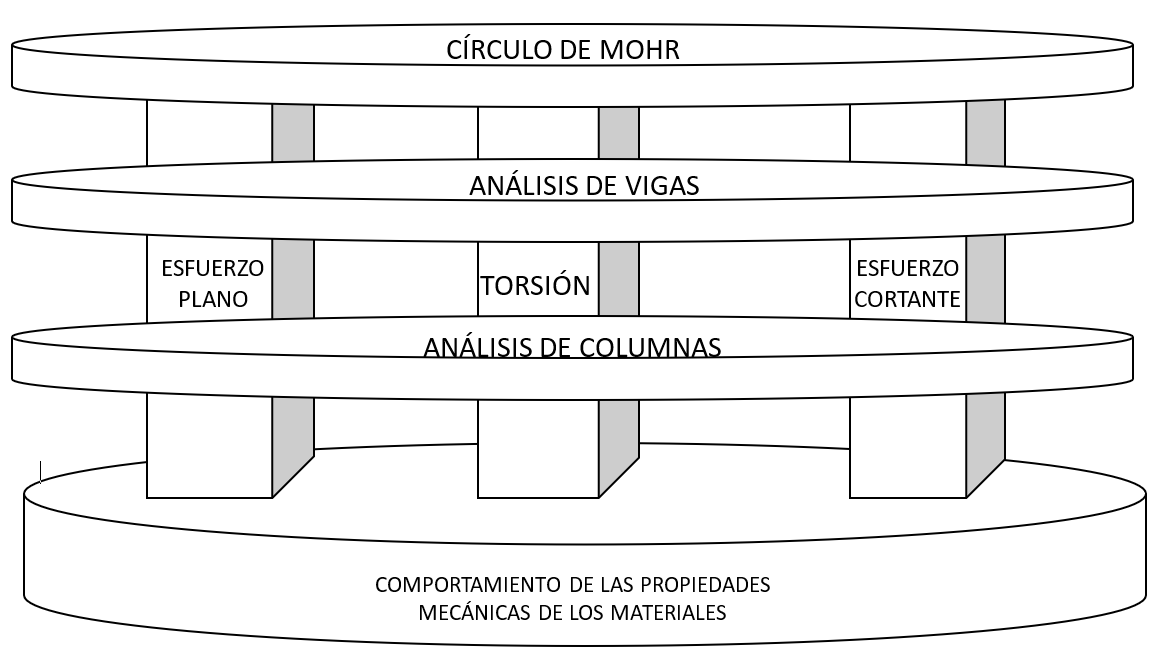 CÍRCULO DE MOHR
ANÁLISIS DE VIGAS
ESFUERZO
PLANO
TORSIÓN
ESFUERZO
CORTANTE
ANÁLISIS DE COLUMNAS
COMPORTAMIENTO DE LAS PROPIEDADES
MECÁNICAS DE LOS MATERIALES